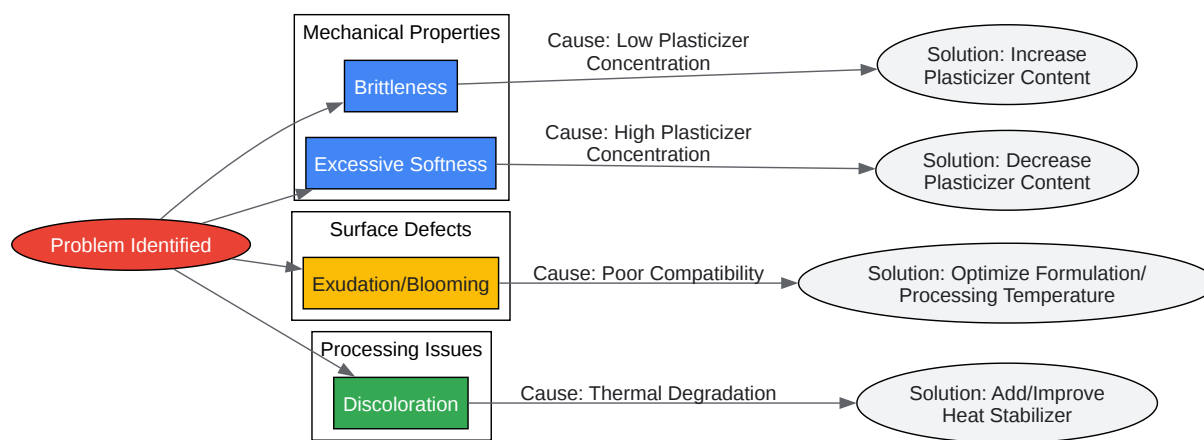 Mechanical Properties
Brittleness
Cause: Low Plasticizer
Concentration
Solution: Increase
Plasticizer Content
Excessive Softness
Cause: High Plasticizer
Concentration
Solution: Decrease
Plasticizer Content
Problem Identified
Surface Defects
Exudation/Blooming
Cause: Poor Compatibility
Solution: Optimize Formulation/
Processing Temperature
Processing Issues
Discoloration
Cause: Thermal Degradation
Solution: Add/Improve
Heat Stabilizer